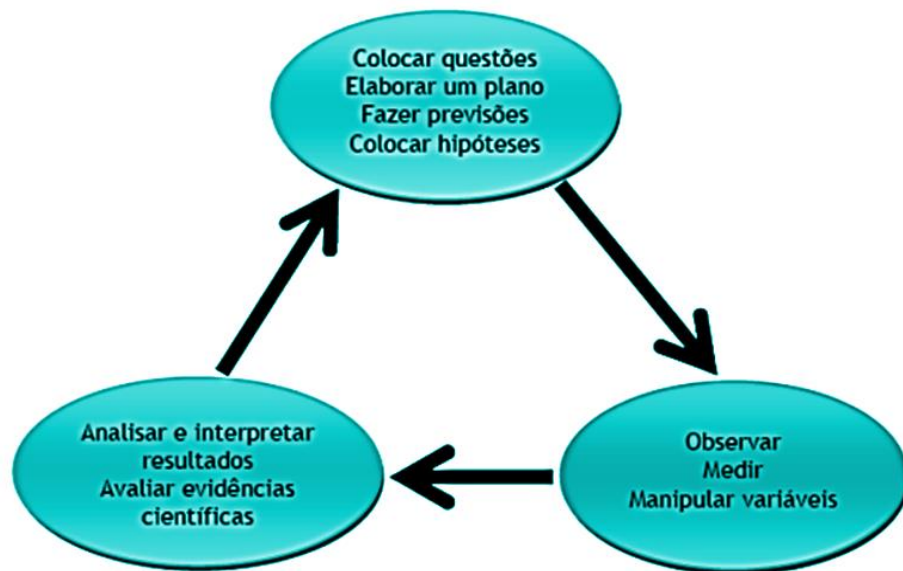 Colocar questões
Elaborar um plano
Fazer previsões
Colocar hipóteses
Observar
Medir
Manipular variáveis
Analisar e interpretar
resultados
Avaliar evidências
científicas